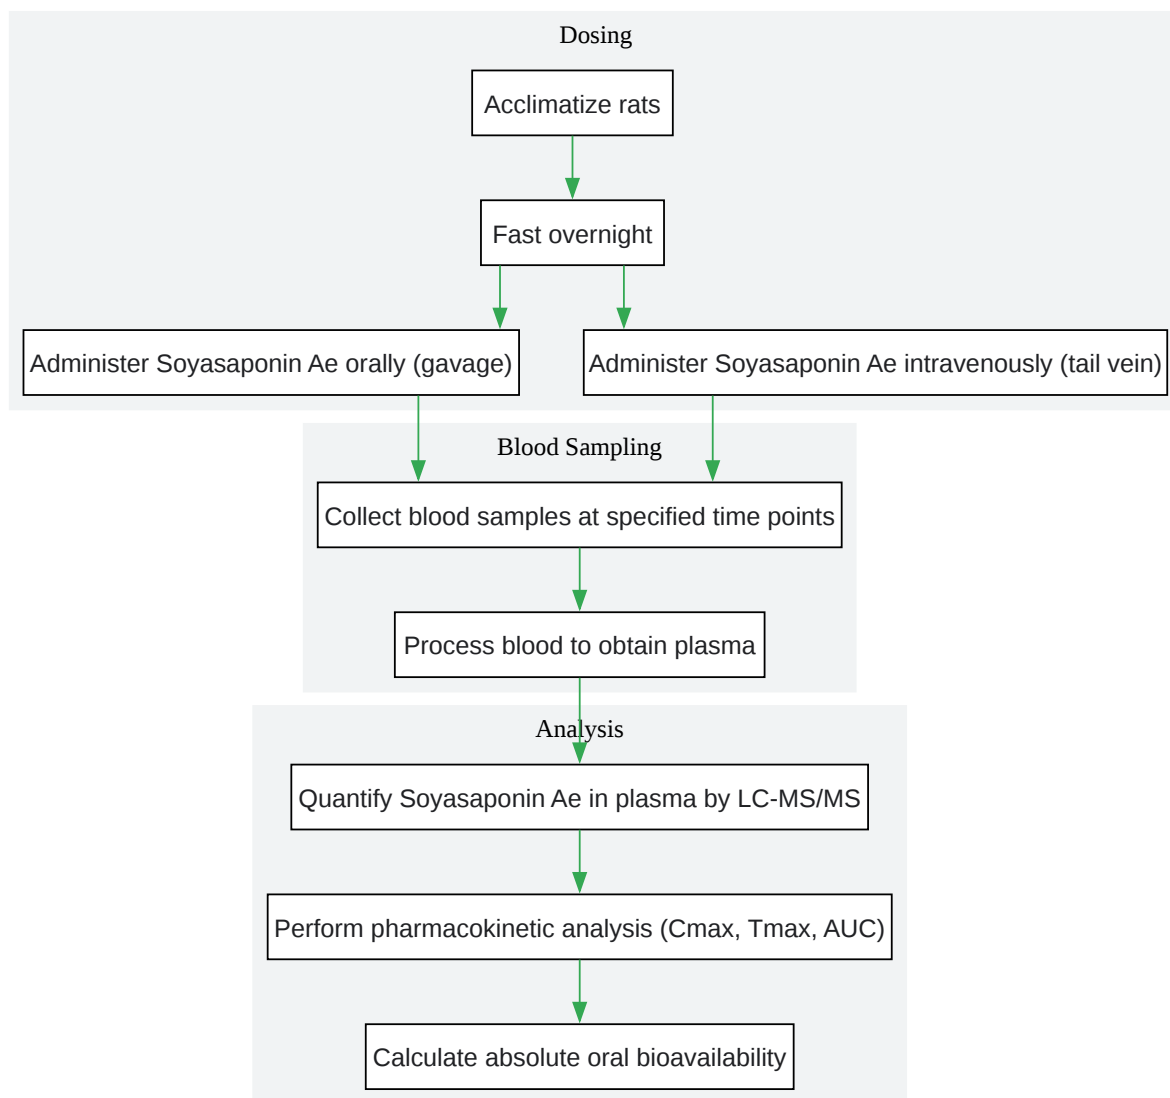 Dosing
Acclimatize rats
Fast overnight
Administer Soyasaponin Ae orally (gavage)
Administer Soyasaponin Ae intravenously (tail vein)
Blood Sampling
Collect blood samples at specified time points
Process blood to obtain plasma
Analysis
Quantify Soyasaponin Ae in plasma by LC-MS/MS
Perform pharmacokinetic analysis (Cmax, Tmax, AUC)
Calculate absolute oral bioavailability